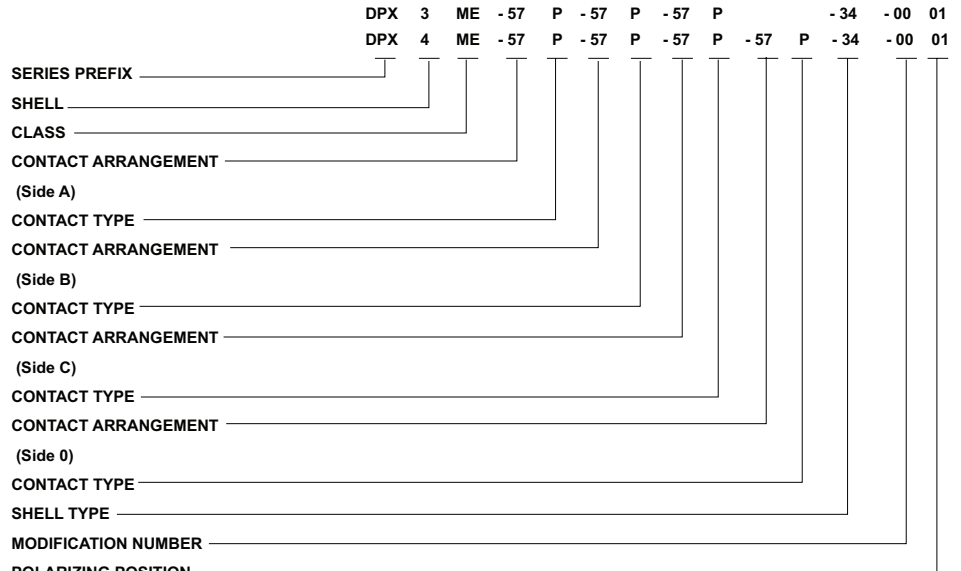 DPX 3 ME - 57 P - 57 P - 57 P - 34 - 00 01
DPX 4 ME - 57 P - 57 P - 57 P - 57 P - 34 - 00 01
SERIES PREFIX
SHELL
CLASS
CONTACT ARRANGEMENT
(Side A)
CONTACT TYPE
CONTACT ARRANGEMENT
(Side B)
CONTACT TYPE
CONTACT ARRANGEMENT
(Side C)
CONTACT TYPE
CONTACT ARRANGEMENT
(Side 0)
CONTACT TYPE
SHELL TYPE
MODIFICATION NUMBER
POLARIZING POSITION